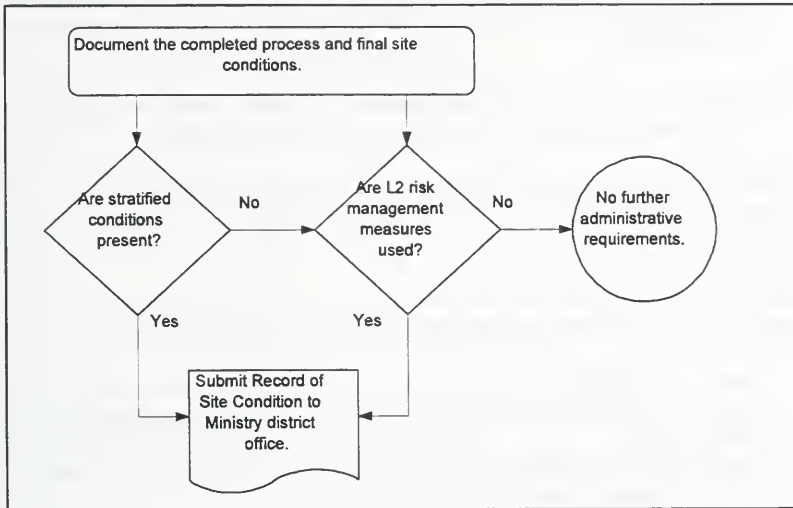 Document the completed process and final site
conditions.
Are stratified
conditions
present?
No
Are L2 risk
management
measures
used?
No
No further
administrative
requirements.
Yes
Yes
Submit Record of
Site Condition to
Ministry district
office.